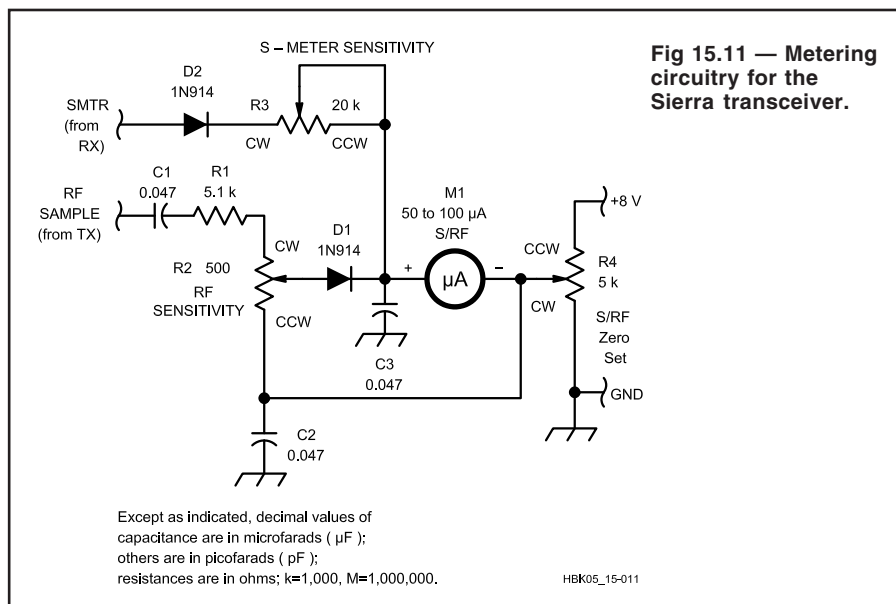 S – METER SENSITIVITY
Fig 15.11 — Metering
circuitry for the
Sierra transceiver.
D2
1N914
R3
20 k
SMTR
(from
RX)
CW
CCW
C1
0.047
R1
5.1 k
RF
SAMPLE
(from TX)
M1
50 to 100 µA
S/RF
+8 V
D1
1N914
CW
CCW
R2 500
RF
SENSITIVITY
+
µA
–
R4
5 k
CCW
CW
S/RF
Zero
Set
C3
0.047
GND
C2
0.047
Except as indicated, decimal values of
capacitance are in microfarads ( µF );
others are in picofarads ( pF );
resistances are in ohms; k=1,000, M=1,000,000.
HBK05_15-011